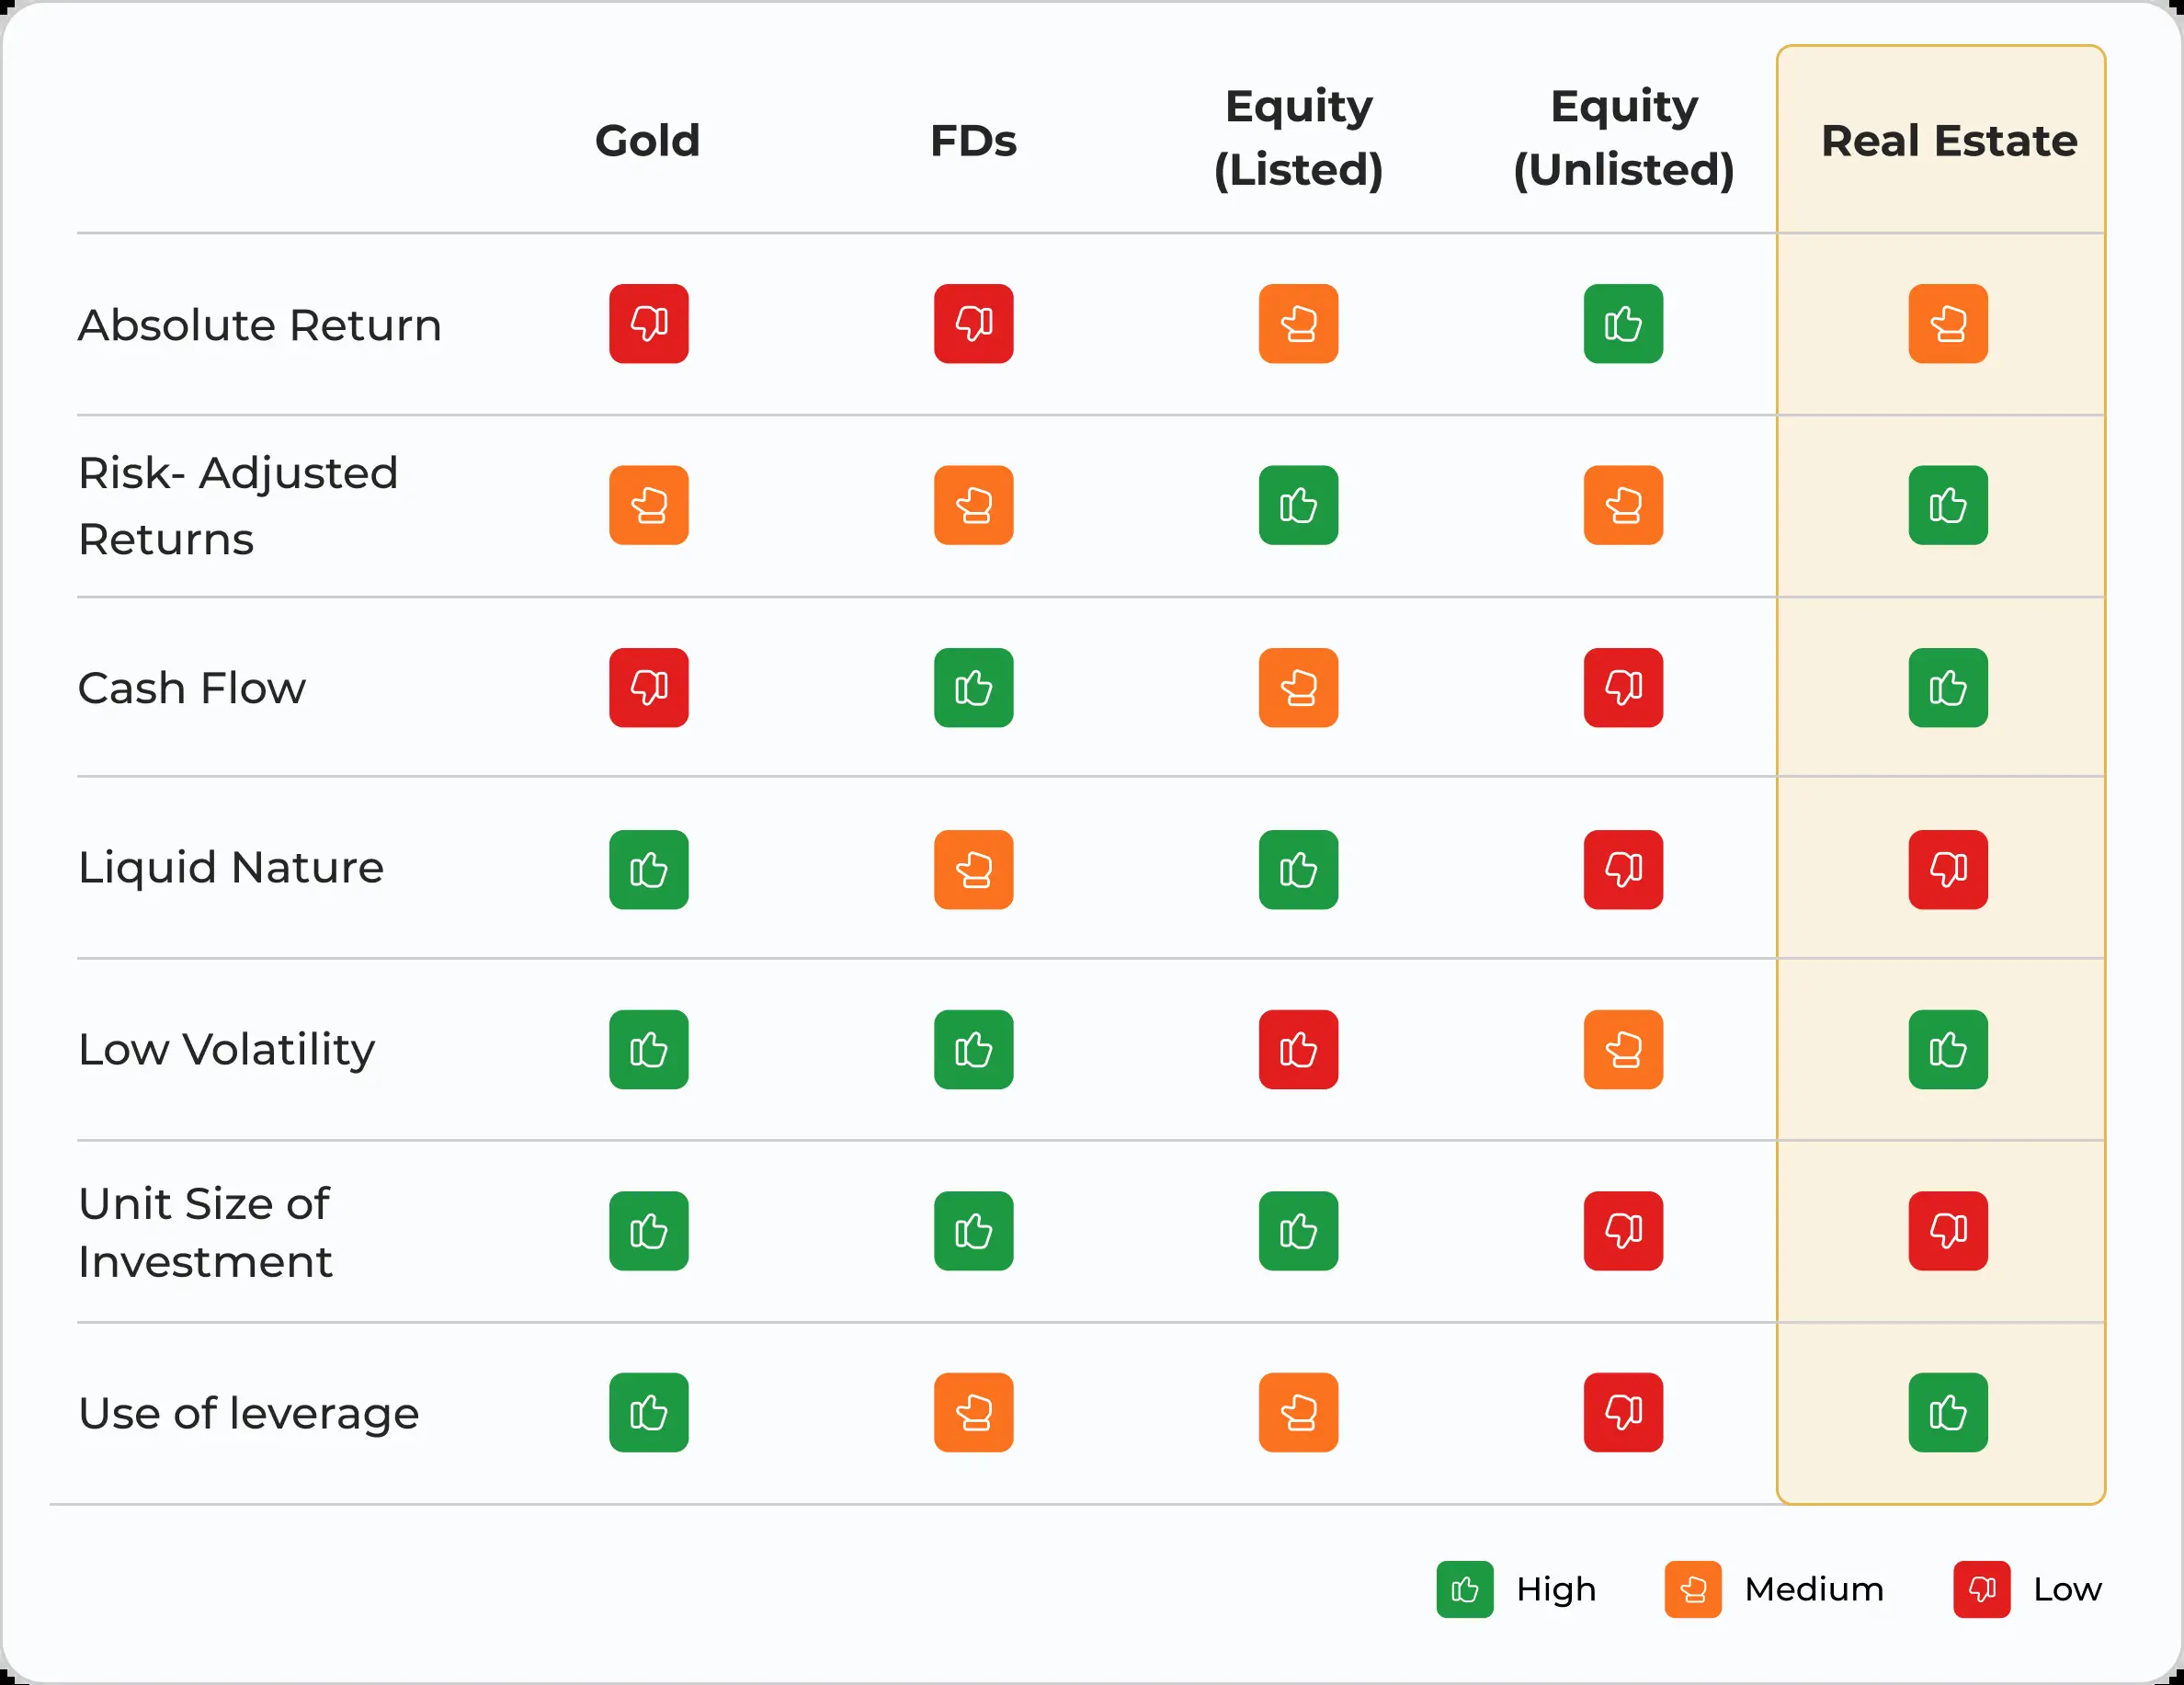 Gold
FDs
Equity
(Listed)
Equity
(Unlisted)
Real Estate
Absolute Return
Risk- Adjusted
Returns
Cash Flow
Liquid Nature
Low Volatility
Unit Size of
Investment
Use of leverage
High
Medium
Low